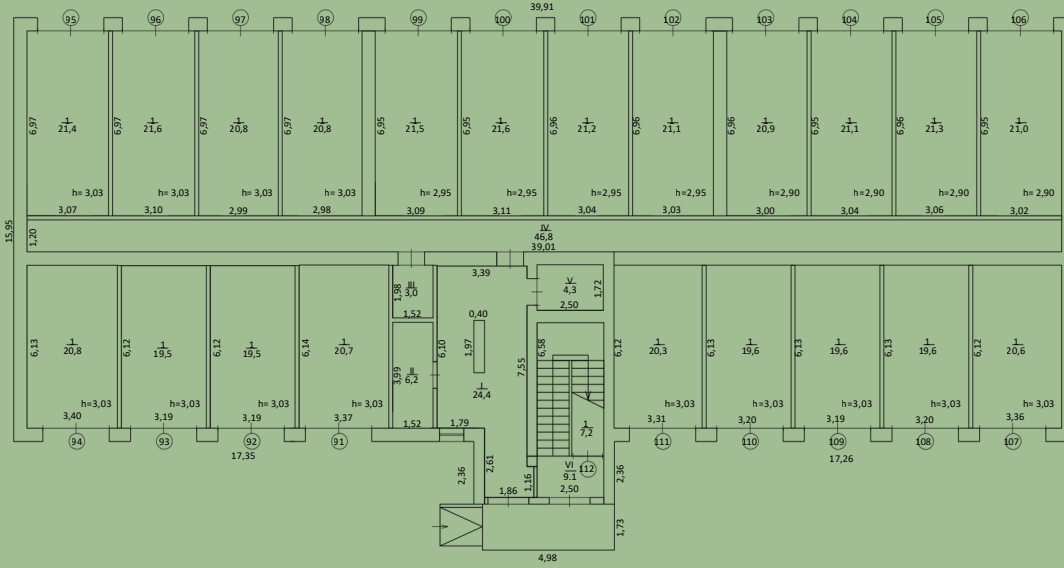 39,91
95 96 97 98 99 100 101 102 103 104 105 106
6,97 1 21,4 6,97 1 21,6 6,97 1 20,8 6,97 1 20,8 6,95 1 21,5 6,95 1 21,6 6,96 1 21,2 6,96 1 21,1 6,96 1 20,9 6,95 1 21,1 6,96 1 21,3 6,95 1 21,0
h= 3,03 h= 3,03 h= 3,03 h= 3,03 h= 2,95 h=2,95 h=2,95 h=2,95 h=2,90 h=2,90 h=2,90 h= 2,90
3,07 3,10 2,99 2,98 3,09 3,11 3,04 3,03 3,00 3,04 3,06 3,02
15,95
1,20
IV
46,8
39,01
3,39
1,98 III 3,0
1,52
V
4,3
1,72
2,50
0,40
1,97
6,10
6,58
7,55
6,13 1 20,8 6,12 1 19,5 6,12 1 19,5 6,14 1 20,7
3,99 II 6,2
I
24,4
6,12 1 20,3 6,13 1 19,6 6,13 1 19,6 6,13 1 19,6 6,12 1 20,6
h=3,03 h=3,03 h=3,03 h=3,03
h=3,03 h=3,03 h=3,03 h=3,03 h= 3,03
3,40 3,19 3,19 3,37 1,52 1,79
1
7,2
3,31 3,20 3,19 3,20 3,36
94 93 92 91
111 110 109 108 107
17,35
17,26
2,36
2,61
1,16
VI
9.1
112
2,50
2,36
1,86
1,73
4,98